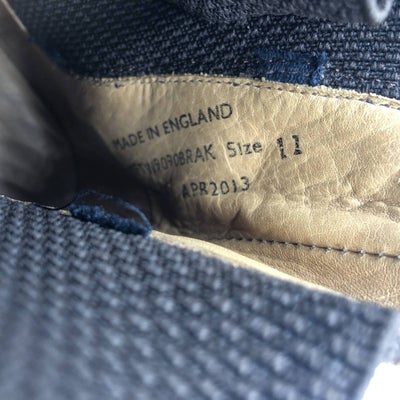 MADE IN ENGLAND
Size 11
APR2013